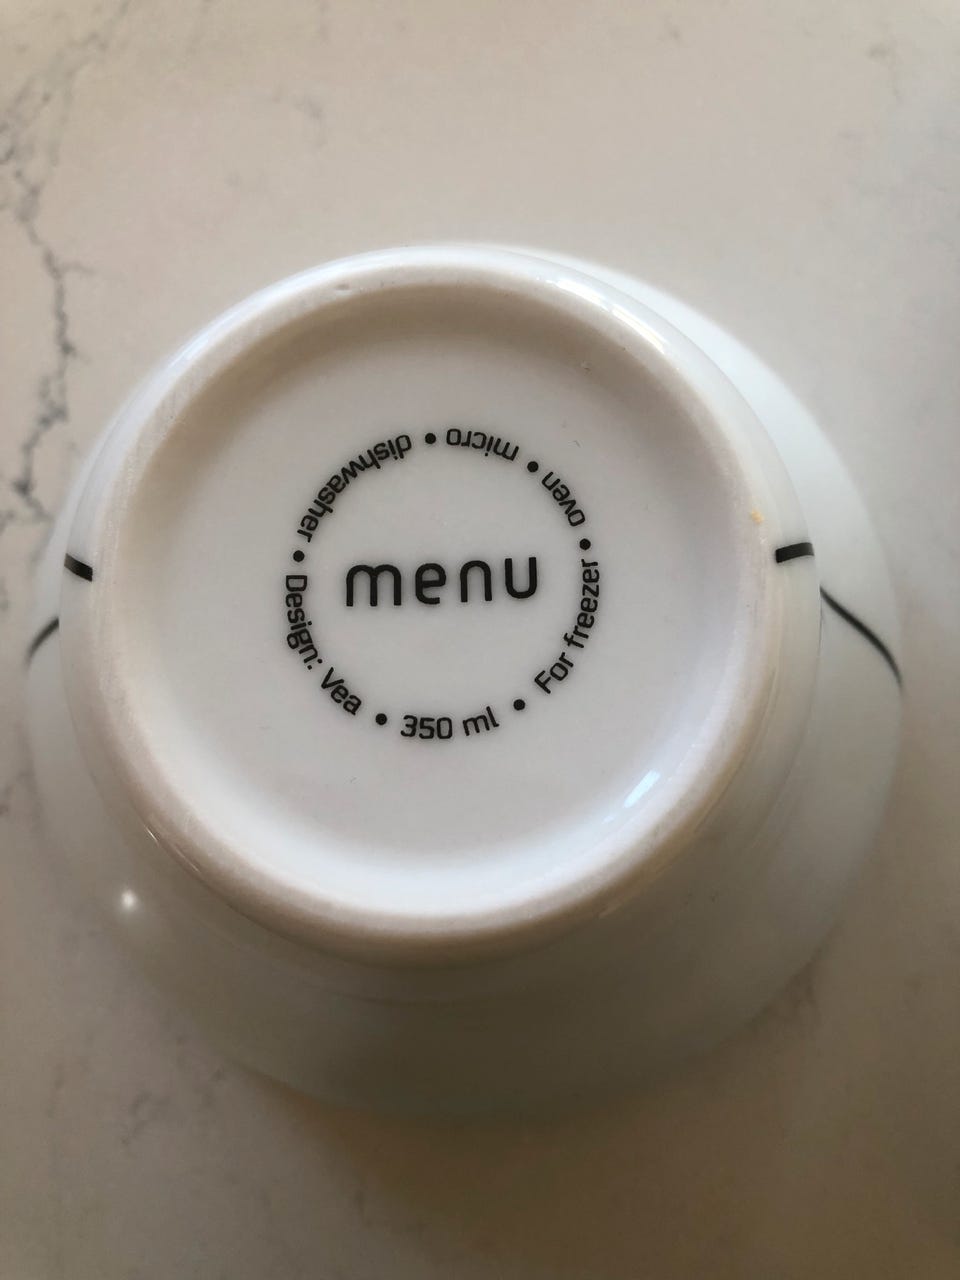 menu
Design: Vea • 350 ml • For freezer • oven • micro • dishwasher •